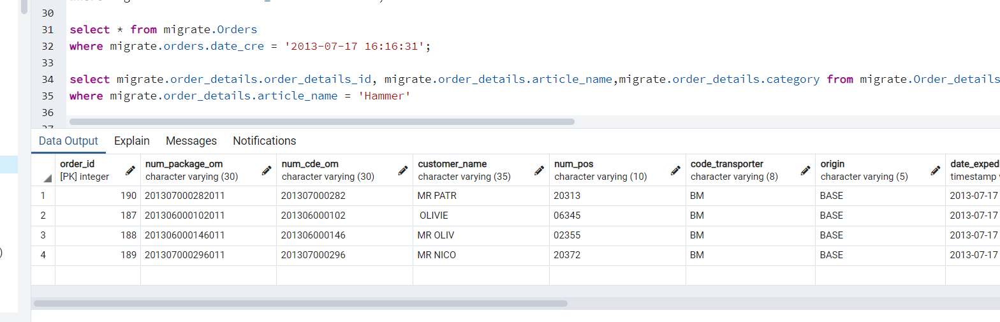 30
31 select * from migrate.Orders
32 where migrate.orders.date_cre = '2013-07-17 16:16:31';
33
34 select migrate.order_details.order_details_id, migrate.order_details.article_name,migrate.order_details.category from migrate.Order_details
35 where migrate.order_details.article_name = 'Hammer'
36
Data Output Explain Messages Notifications
order_id num_package_om num_cde_om customer_name num_pos code_transporter origin date_exped
[PK] integer character varying (30) character varying (30) character varying (35) character varying (10) character varying (8) character varying (5) timestamp
1 190 201307000282011 201307000282 MR PATR 20313 BM BASE 2013-07-17
2 187 201306000102011 201306000102 OLIVIE 06345 BM BASE 2013-07-17
3 188 201306000146011 201306000146 MR OLIV 02355 BM BASE 2013-07-17
)
4 189 201307000296011 201307000296 MR NICO 20372 BM BASE 2013-07-17